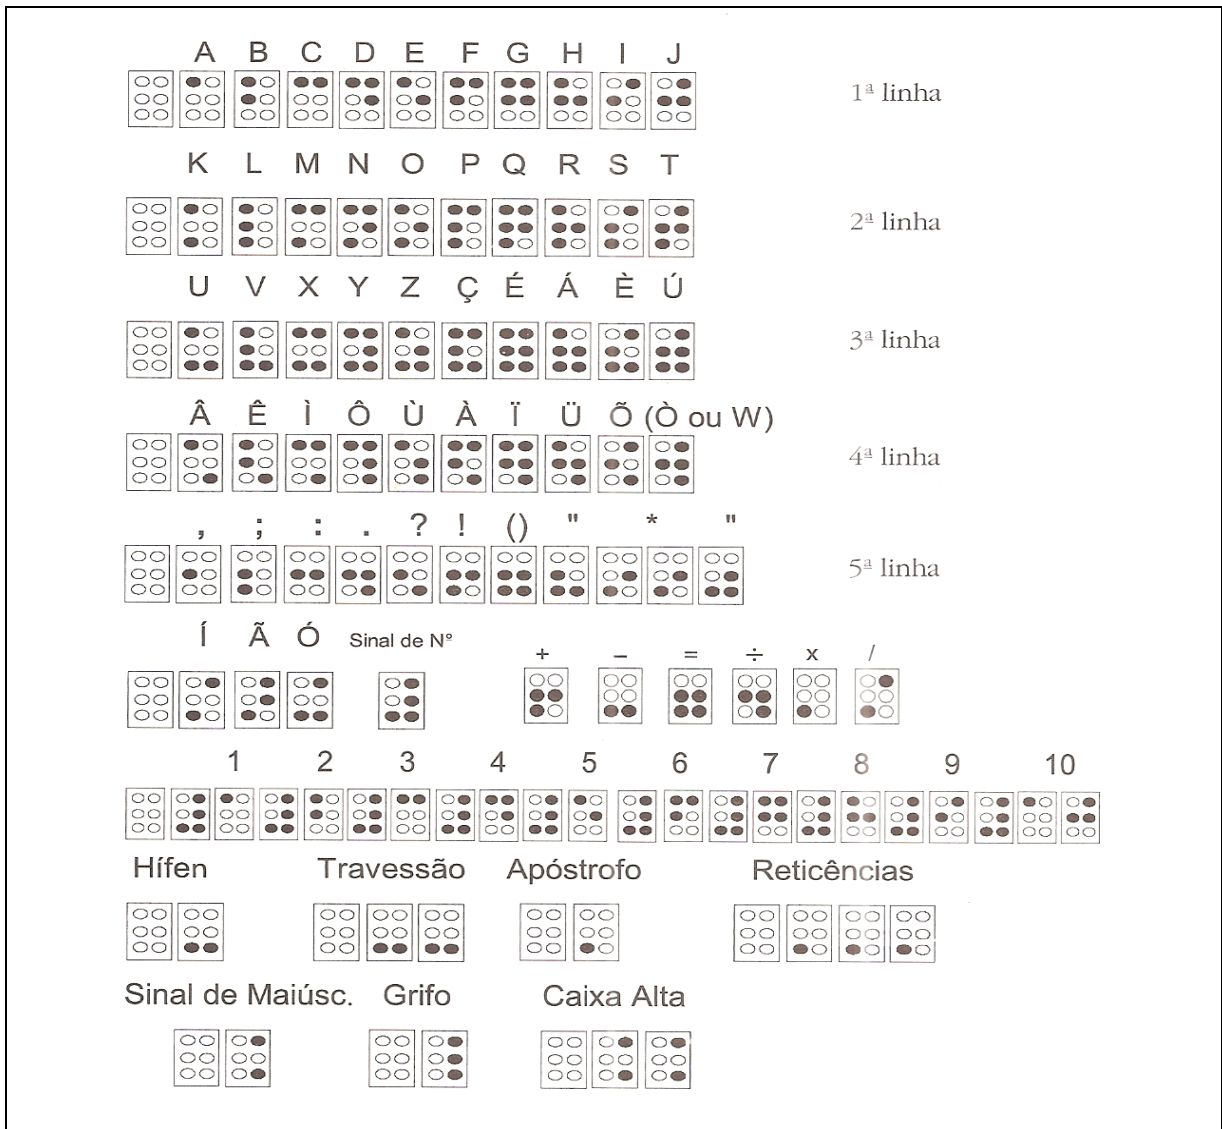 A B C D E F G H I J
1ª linha
K L M N O P Q R S T
2ª linha
U V X Y Z Ç É Á È Ú
3ª linha
Â Ê Ì Ô Ù À Ï Ü Õ (Ò ou W)
4ª linha
, ; : . ? ! () " * "
5ª linha
Í Ã Ó Sinal de Nº + − = ÷ x /
1 2 3 4 5 6 7 8 9 10
Hífen Travessão Apóstrofo Reticências
Sinal de Maiúsc. Grifo Caixa Alta